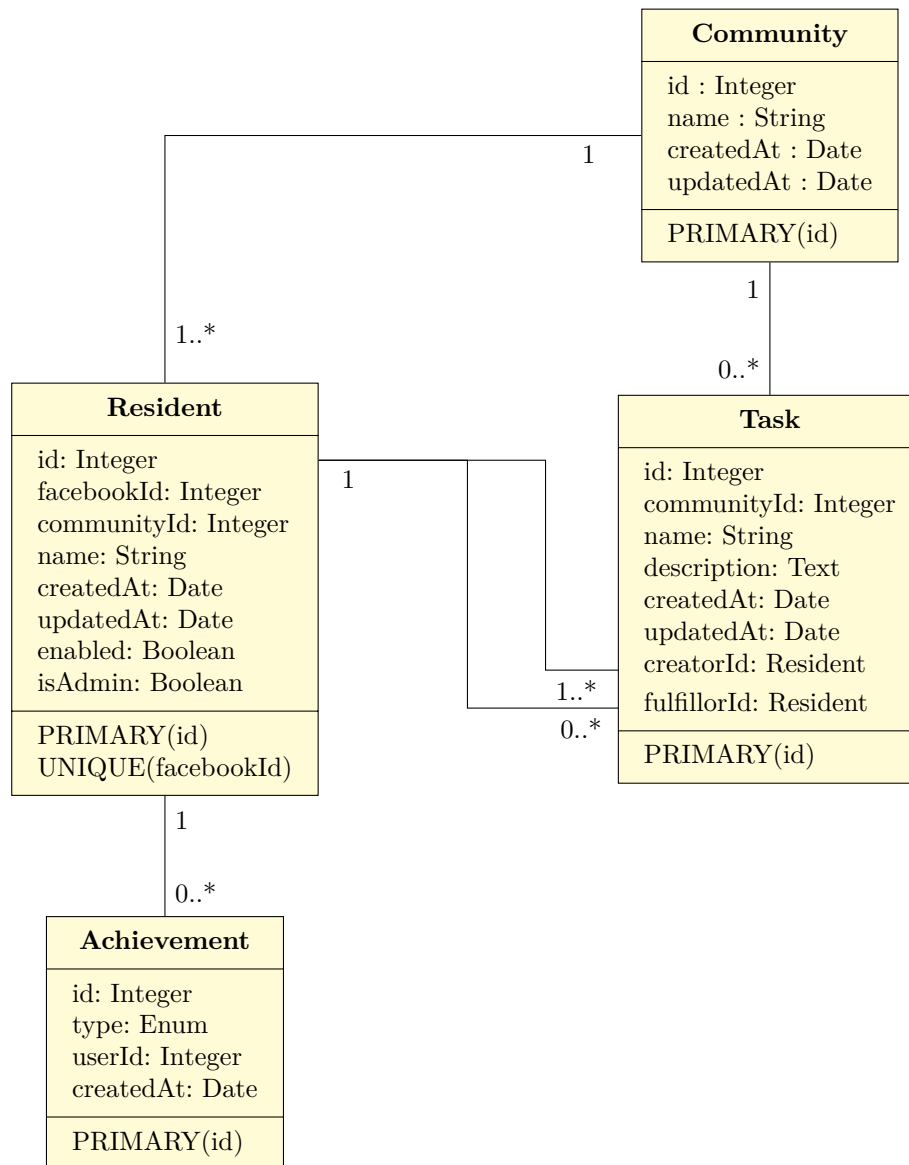 Community
id : Integer
name : String
createdAt : Date
updatedAt : Date
PRIMARY(id)
1
1
1..*
0..*
Resident
id: Integer
facebookId: Integer
communityId: Integer
name: String
createdAt: Date
updatedAt: Date
enabled: Boolean
isAdmin: Boolean
PRIMARY(id)
UNIQUE(facebookId)
1
Task
id: Integer
communityId: Integer
name: String
description: Text
createdAt: Date
updatedAt: Date
creatorId: Resident
fulfillorId: Resident
PRIMARY(id)
1..*
0..*
1
0..*
Achievement
id: Integer
type: Enum
userId: Integer
createdAt: Date
PRIMARY(id)